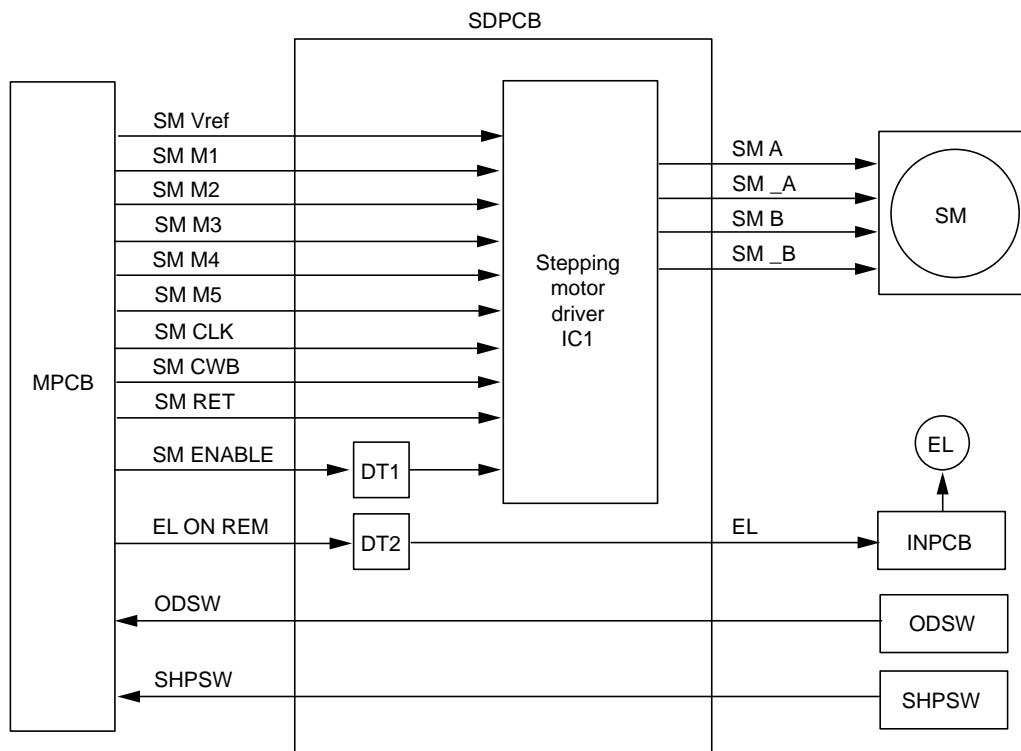 SDPCB
MPCB
SM Vref
SM M1
SM M2
SM M3
SM M4
SM M5
SM CLK
SM CWB
SM RET
SM ENABLE
DT1
EL ON REM
DT2
ODSW
SHPSW
Stepping
motor
driver
IC1
SM A
SM _A
SM B
SM _B
SM
EL
EL
INPCB
ODSW
SHPSW